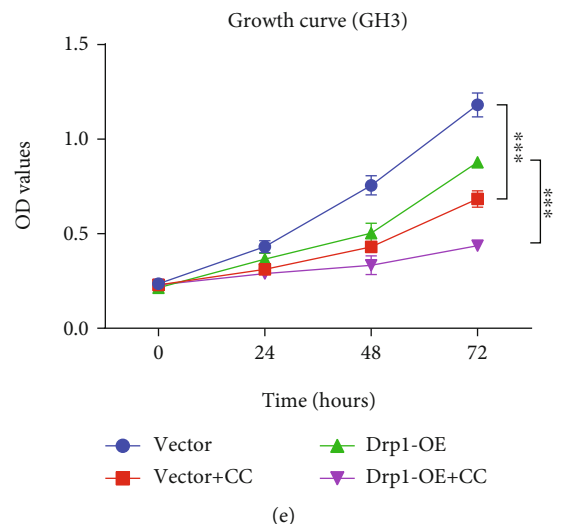 Growth curve (GH3)
1.5
1.0
0.5
0.0
OD values
0
24
48
72
Time (hours)
***
***
Vector
Drp1-OE
Vector+CC
Drp1-OE+CC
(e)